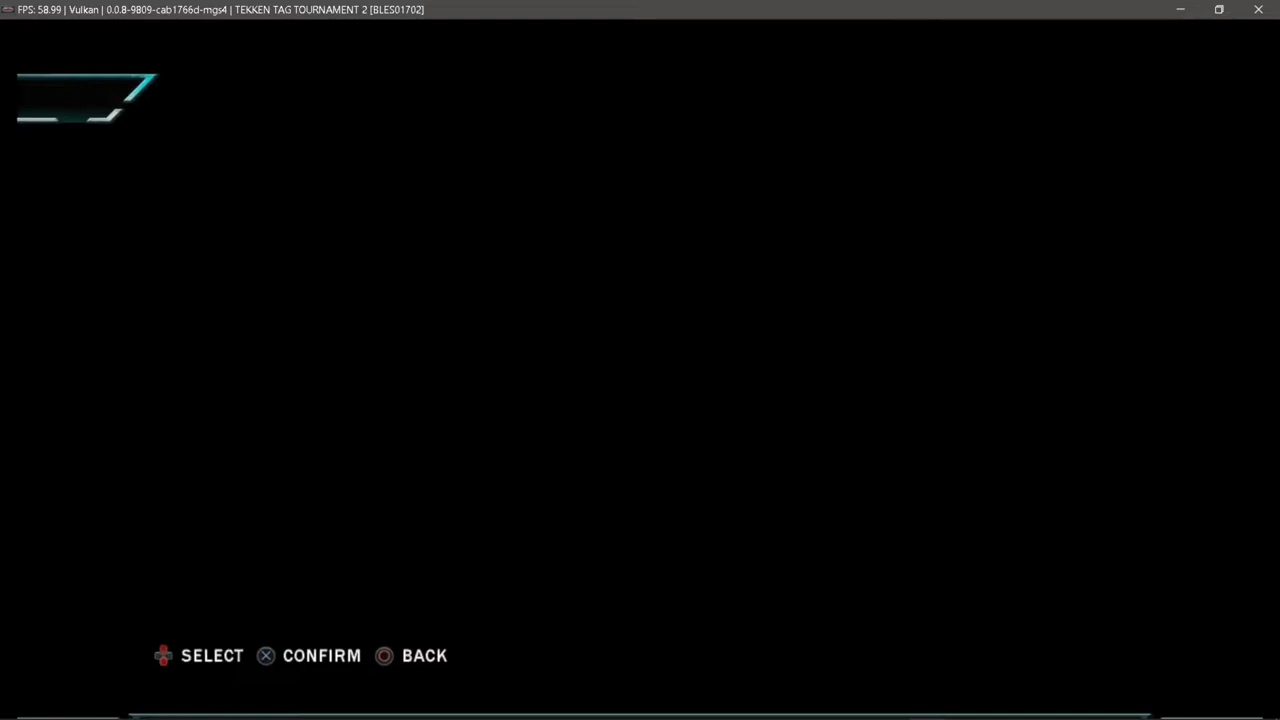 FPS: 58.99 | Vulkan | 0.0.8-9809-cab1766d-mgs4 | TEKKEN TAG TOURNAMENT 2 [BLES01702]
SELECT CONFIRM BACK